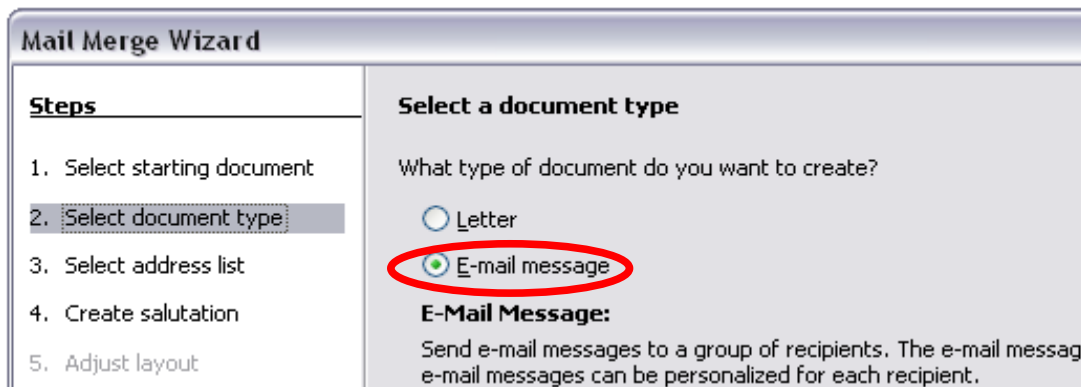 Mail Merge Wizard
Steps
1. Select starting document
2. Select document type
3. Select address list
4. Create salutation
5. Adjust layout
Select a document type
What type of document do you want to create?
Letter
E-mail message
E-Mail Message:
Send e-mail messages to a group of recipients. The e-mail messag
e-mail messages can be personalized for each recipient.